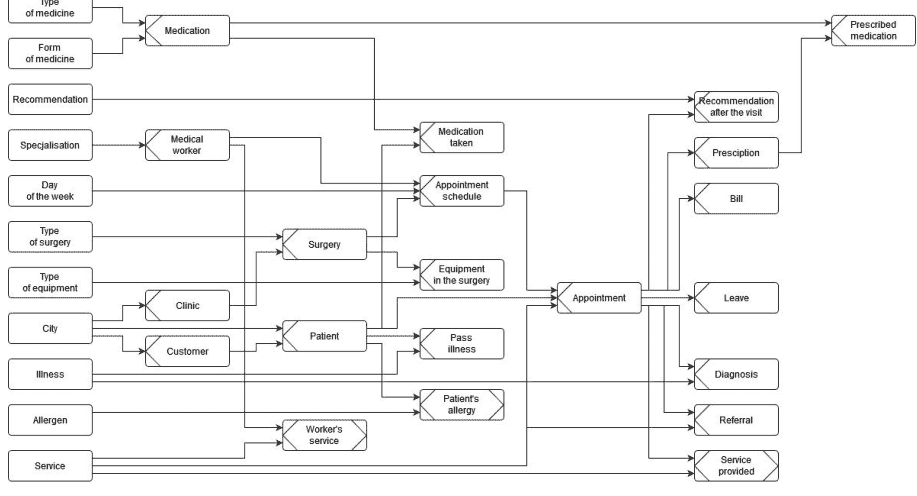 Type
of medicine
Medication
Prescribed
medication
Form
of medicine
Recommendation
Recommendation
after the visit
Specjalisation
Medical
worker
Medication
taken
Presciption
Day
of the week
Appointment
schedule
Bill
Type
of surgery
Surgery
Type
of equipment
Equipment
in the surgery
Clinic
Appointment
Leave
City
Patient
Pass
illness
Customer
Illness
Diagnosis
Patient's
allergy
Allergen
Referral
Worker's
service
Service
Service
provided